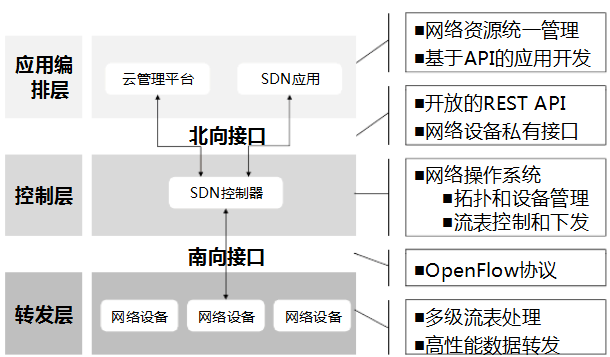 应用编
排层
云管理平台
SDN应用
■网络资源统一管理
■基于API的应用开发
北向接口
■开放的REST API
■网络设备私有接口
控制层
SDN控制器
■网络操作系统
■拓扑和设备管理
■流表控制和下发
南向接口
■OpenFlow协议
转发层
网络设备
网络设备
网络设备
■多级流表处理
■高性能数据转发